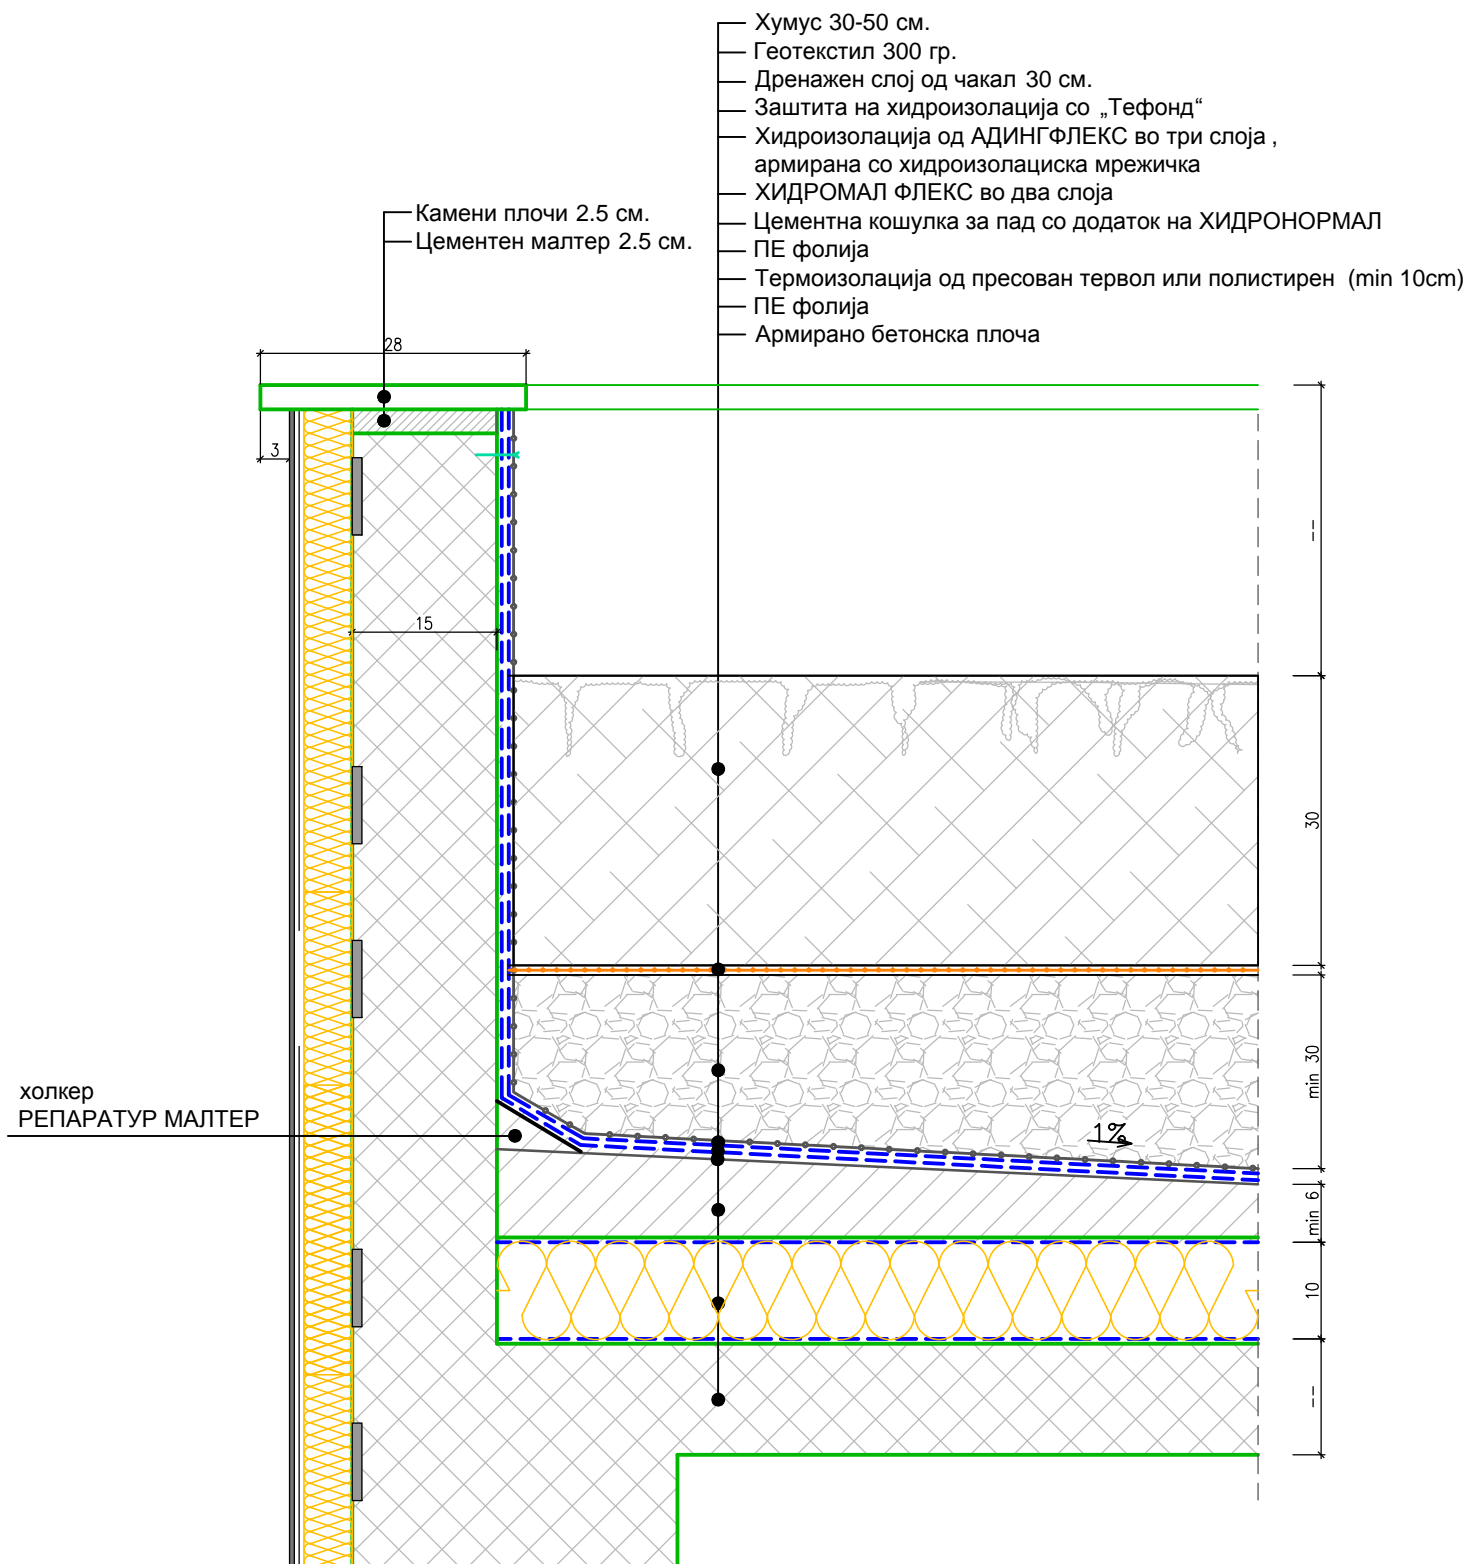 Хумус 30-50 см.
Геотекстил 300 гр.
Дренажен слој од чакал 30 см.
Заштита на хидроизолација со „Тефонд“
Хидроизолација од АДИНГФЛЕКС во три слоја ,
армирана со хидроизолациска мрежичка
ХИДРОМАЛ ФЛЕКС во два слоја
Цементна кошулка за пад со додаток на ХИДРОНОРМАЛ
ПЕ фолија
Термоизолација од пресован тервол или полистирен (min 10cm)
ПЕ фолија
Армирано бетонска плоча
Камени плочи 2.5 см.
Цементен малтер 2.5 см.
28
3
15
--
30
min 30
min 6
10
--
1%
холкер
РЕПАРАТУР МАЛТЕР